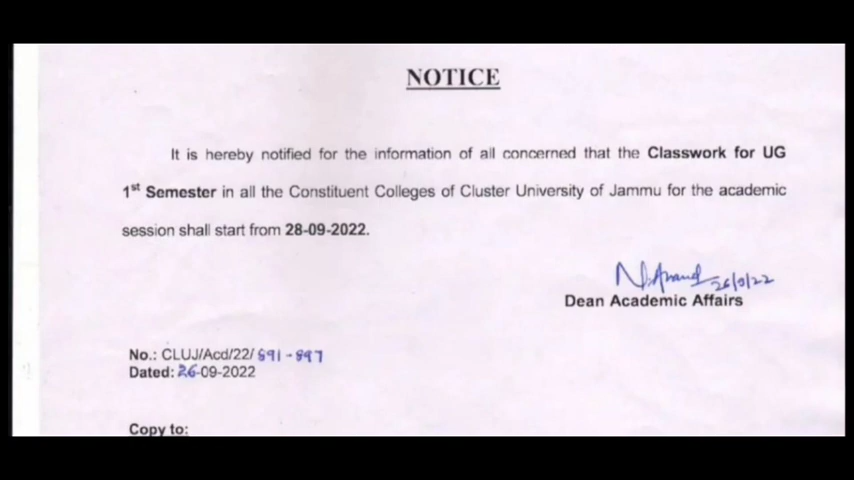 NOTICE
It is hereby notified for the information of all concerned that the Classwork for UG
1st Semester in all the Constituent Colleges of Cluster University of Jammu for the academic
session shall start from 28-09-2022.
26/9/22
Dean Academic Affairs
No.: CLUJ/Acd/22/891-897
Dated: 26-09-2022
Copy to: